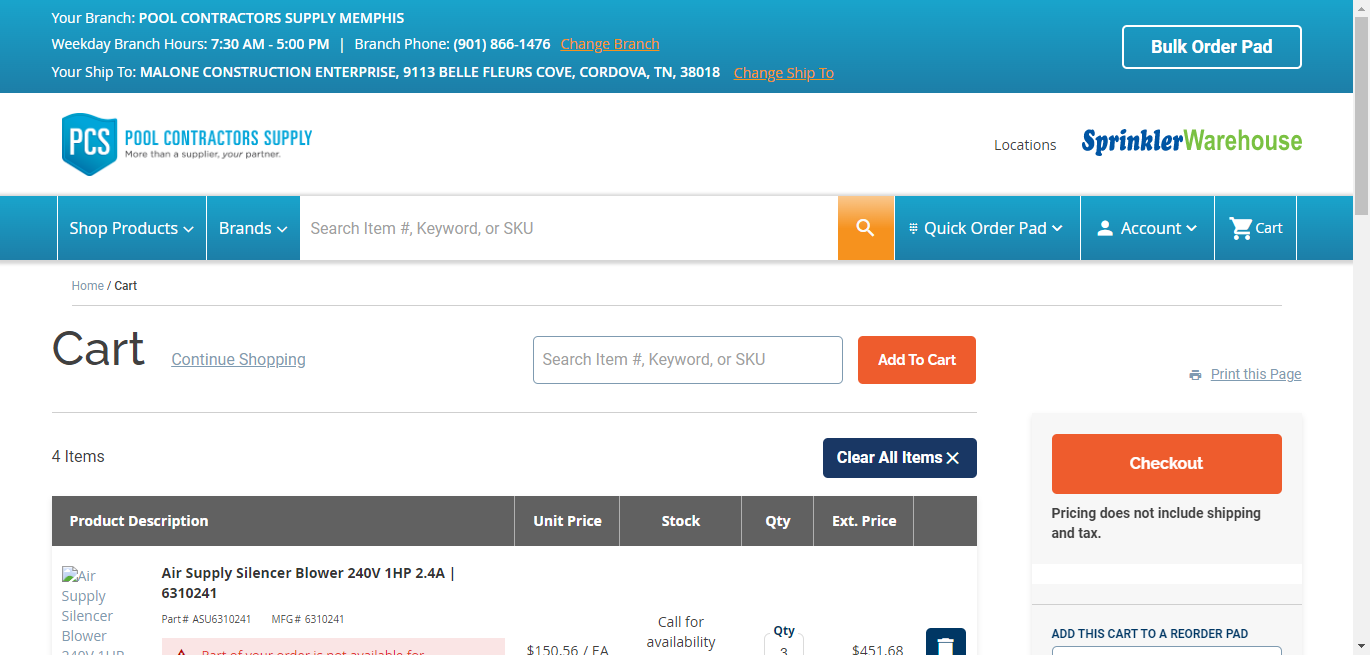 Your Branch: POOL CONTRACTORS SUPPLY MEMPHIS
Weekday Branch Hours: 7:30 AM - 5:00 PM | Branch Phone: (901) 866-1476 Change Branch
Your Ship To: MALONE CONSTRUCTION ENTERPRISE, 9113 BELLE FLEURS COVE, CORDOVA, TN, 38018 Change Ship To
Bulk Order Pad
PCS POOL CONTRACTORS SUPPLY
More than a supplier, your partner.
Locations
SprinklerWarehouse
Shop Products
Brands
Search Item #, Keyword, or SKU
Quick Order Pad
Account
Cart
Home / Cart
Cart
Continue Shopping
Search Item #, Keyword, or SKU
Add To Cart
Print this Page
4 Items
Clear All Items
Checkout
Pricing does not include shipping
and tax.
Product Description Unit Price Stock Qty Ext. Price
Air
Supply
Silencer
Blower
240V 1HP
Air Supply Silencer Blower 240V 1HP 2.4A |
6310241
Part# ASU6310241 MFG# 6310241
Part of your order is not available for
$150.56 / EA
Call for
availability
Qty
3
$451.68
ADD THIS CART TO A REORDER PAD